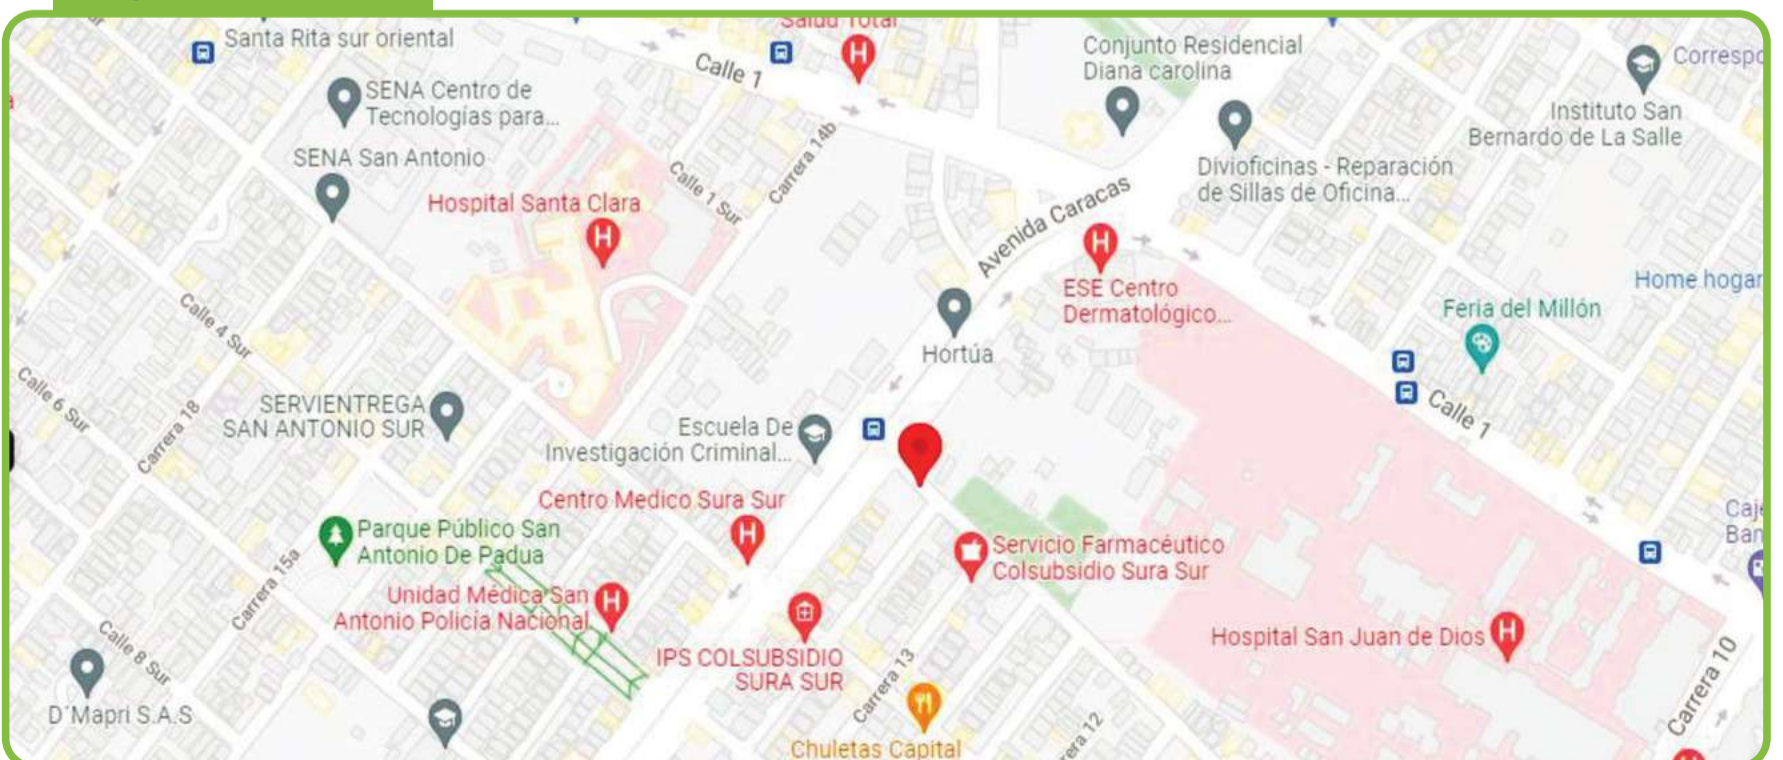 Salud Total
Santa Rita sur oriental
Calle 1
Conjunto Residencial
Diana carolina
SENA Centro de
Tecnologías para...
Instituto San
Bernardo de La Salle
SENA San Antonio
Carrera 14b
Calle 1 Sur
Divioficinas - Reparación
de Sillas de Oficina...
Hospital Santa Clara
Avenida Caracas
ESE Centro
Dermatológico...
Home hogar
Feria del Millón
Calle 4 Sur
Hortúa
Calle 6 Sur
Carrera 18
SERVIENTREGA
SAN ANTONIO SUR
Escuela De
Investigación Criminal...
Calle 1
Centro Medico Sura Sur
Parque Público San
Antonio De Padua
Servicio Farmacéutico
Colsubsidio Sura Sur
Carrera 15a
Unidad Médica San
Antonio Policía Nacional
Hospital San Juan de Dios
Calle 8 Sur
IPS COLSUBSIDIO
SURA SUR
Carrera 13
Carrera 10
D´Mapri S.A.S
Chuletas Capital